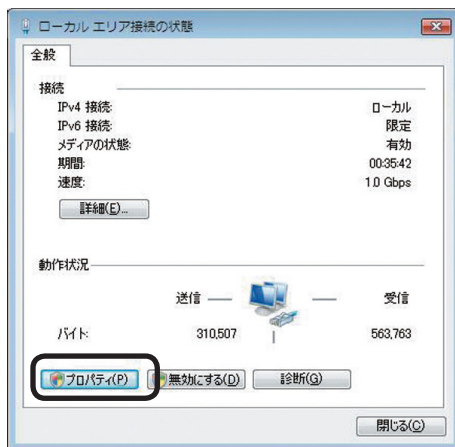 ローカル エリア接続の状態
全般
接続
IPv4 接続: ローカル
IPv6 接続: 限定
メディアの状態: 有効
期間: 00:35:42
速度: 1.0 Gbps
詳細(E)...
動作状況
送信 受信
バイト: 310,507 563,763
プロパティ(P) 無効にする(D) 診断(G)
閉じる(C)